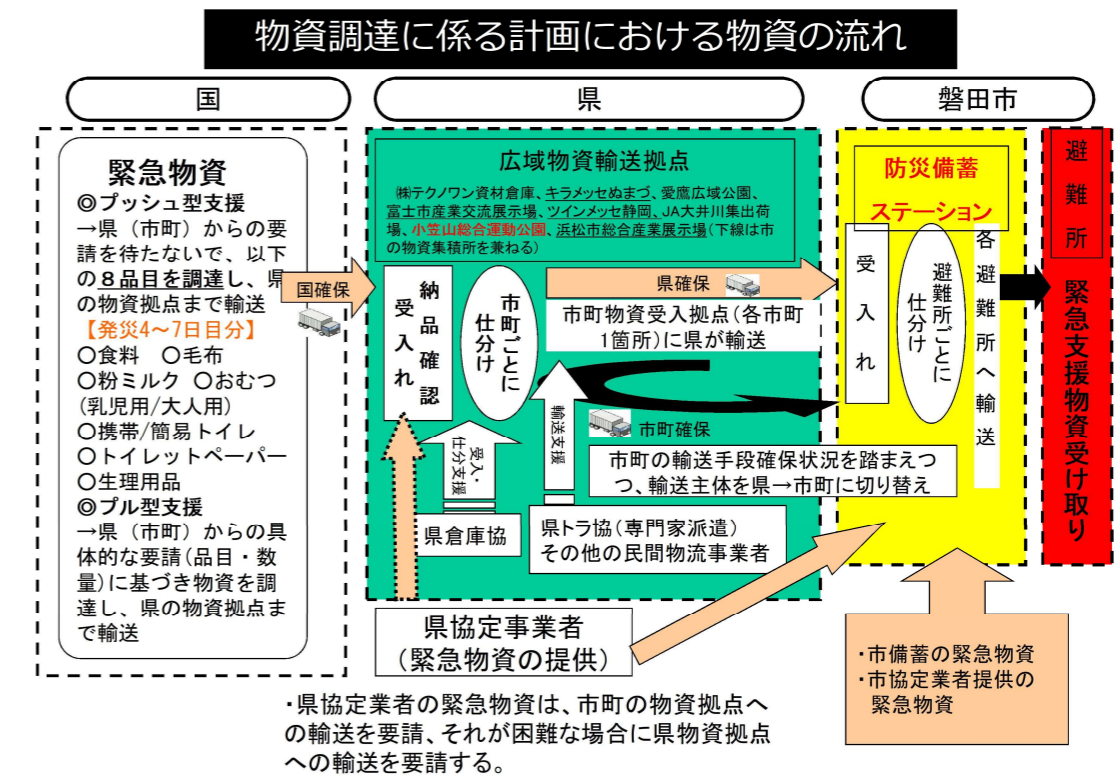 物資調達に係る計画における物資の流れ
国
県
磐田市
緊急物資
◎プッシュ型支援
→県（市町）からの要
請を待たないで、以下
の８品目を調達し、県
の物資拠点まで輸送
【発災4～7日目分】
○食料　○毛布
○粉ミルク ○おむつ
(乳児用/大人用)
○携帯/簡易トイレ
○トイレットペーパー
○生理用品
◎プル型支援
→県（市町）からの具
体的な要請(品目・数
量)に基づき物資を調
達し、県の物資拠点ま
で輸送
国確保
広域物資輸送拠点
㈱テクノワン資材倉庫、キラメッセぬまづ、愛鷹広域公園、
富士市産業交流展示場、ツインメッセ静岡、JA大井川集出荷
場、小笠山総合運動公園、浜松市総合産業展示場(下線は市
の物資集積所を兼ねる)
納品確認
受入れ
市町ごとに
仕分け
県確保
市町物資受入拠点(各市町
1箇所)に県が輸送
市町確保
市町の輸送手段確保状況を踏まえつ
つ、輸送主体を県→市町に切り替え
受入・
仕分支援
輸送支援
県倉庫協
県トラ協(専門家派遣)
その他の民間物流事業者
県協定事業者
(緊急物資の提供)
・県協定業者の緊急物資は、市町の物資拠点へ
の輸送を要請、それが困難な場合に県物資拠点
への輸送を要請する。
防災備蓄
ステーション
受入れ
避難所ごとに
仕分け
各避難所へ輸送
・市備蓄の緊急物資
・市協定業者提供の
緊急物資
避難所
緊急支援物資受け取り